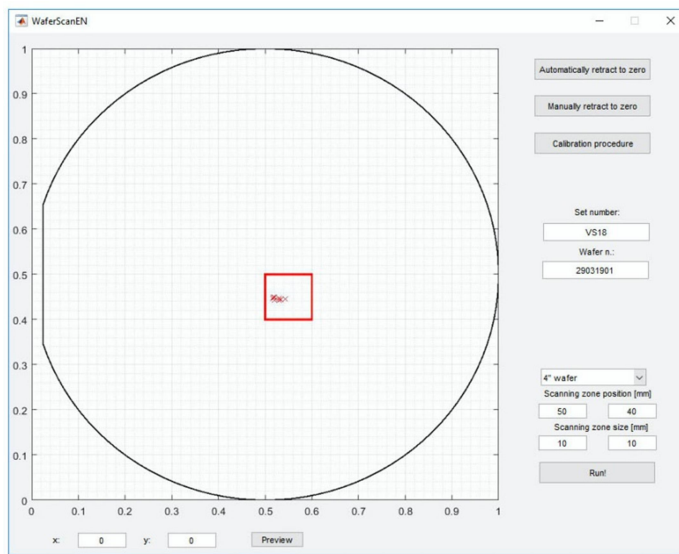 WaferScanEN
1
0.9
0.8
0.7
0.6
0.5
0.4
0.3
0.2
0.1
0
0 0.1 0.2 0.3 0.4 0.5 0.6 0.7 0.8 0.9 1
x: 0 y: 0 Preview
Automatically retract to zero
Manually retract to zero
Calibration procedure
Set number:
VS18
Wafer n.:
29031901
4" wafer
Scanning zone position [mm]
50 40
Scanning zone size [mm]
10 10
Run!